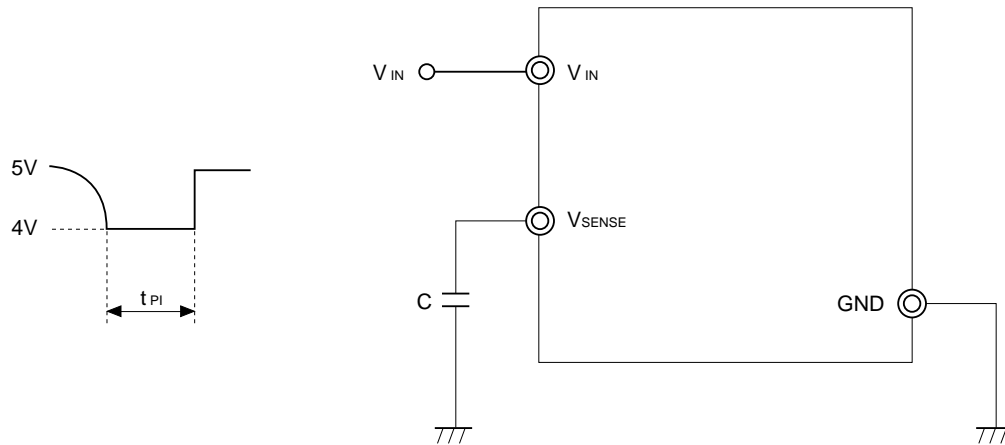 5V
4V
t PI
V IN
V IN
VSENSE
C
GND